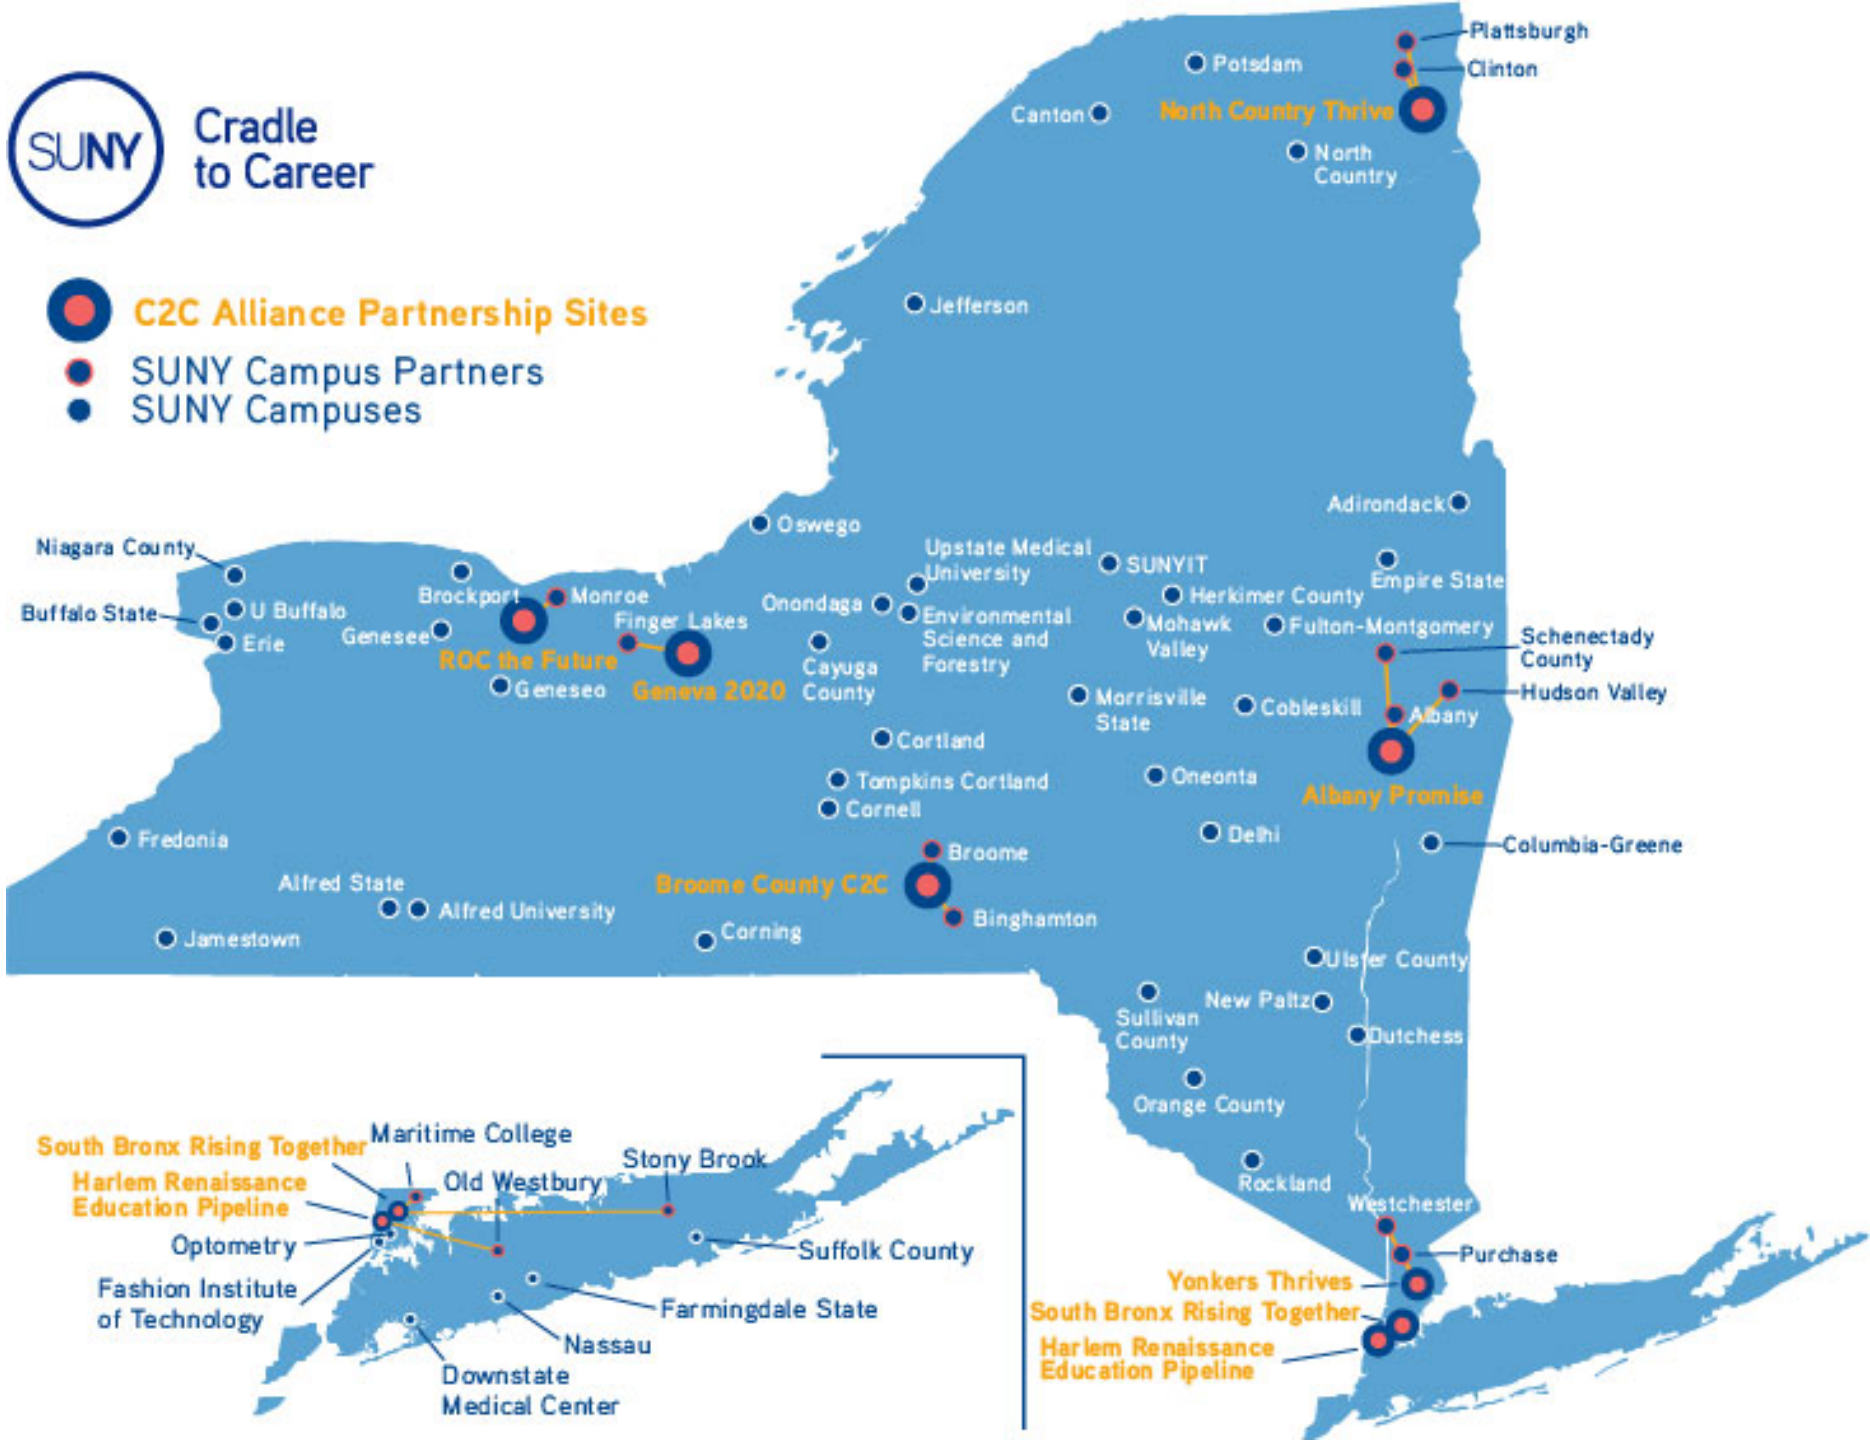 SUNY
Cradle
to Career
C2C Alliance Partnership Sites
SUNY Campus Partners
SUNY Campuses
Plattsburgh
Potsdam
Clinton
Canton
North Country Thrive
North
Country
Jefferson
Adirondack
Oswego
Niagara County
Upstate Medical
University
SUNYIT
Empire State
Brockport
Monroe
Herkimer County
Buffalo State
U Buffalo
Onondaga
Finger Lakes
Environmental
Science and
Forestry
Mohawk
Valley
Fulton-Montgomery
Schenectady
County
Erie
Genesee
ROC the Future
Cayuga
County
Geneseo
Geneva 2020
Morrisville
State
Hudson Valley
Cobleskill
Albany
Cortland
Tompkins Cortland
Oneonta
Albany Promise
Cornell
Fredonia
Delhi
Columbia-Greene
Broome
Alfred State
Broome County C2C
Alfred University
Binghamton
Jamestown
Corning
Ulster County
New Paltz
Sullivan
County
Dutchess
Orange County
Rockland
Westchester
Purchase
Yonkers Thrives
South Bronx Rising Together
Harlem Renaissance
Education Pipeline
South Bronx Rising Together
Maritime College
Stony Brook
Harlem Renaissance
Education Pipeline
Old Westbury
Optometry
Suffolk County
Fashion Institute
of Technology
Farmingdale State
Nassau
Downstate
Medical Center